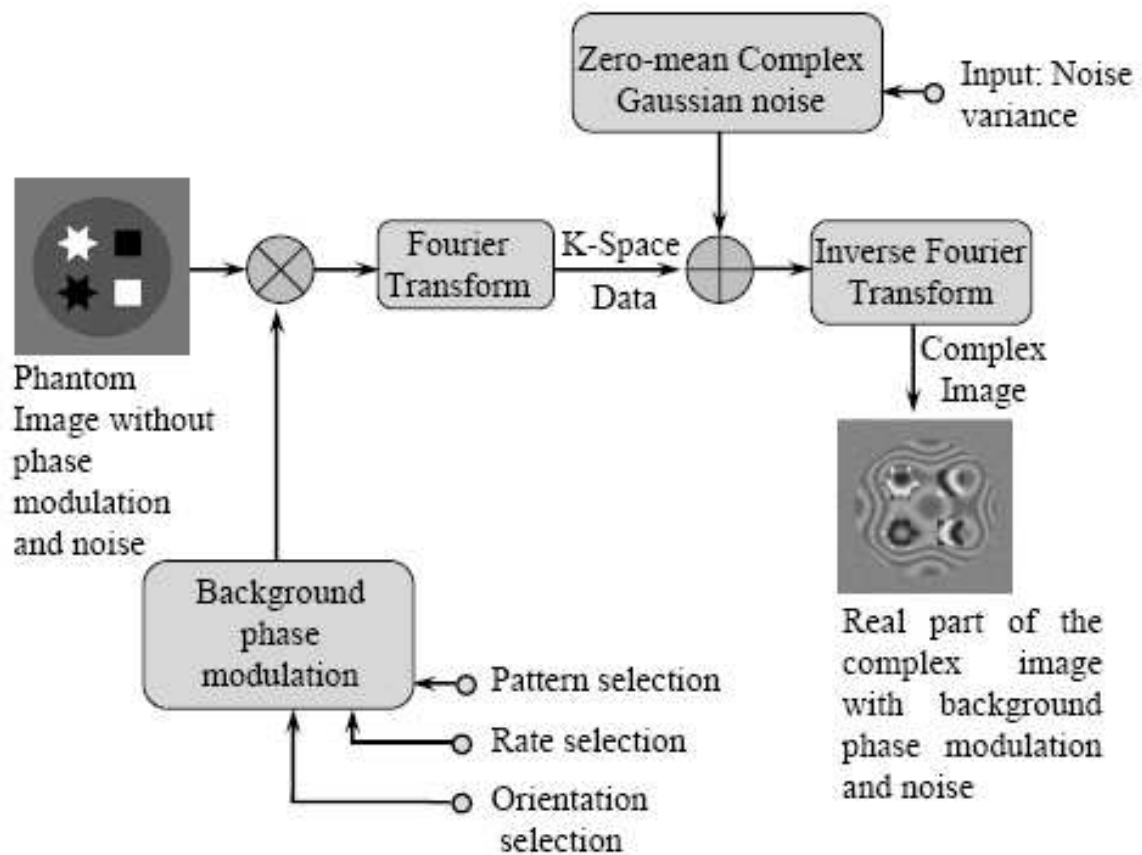 Zero-mean Complex
Gaussian noise
Input: Noise
variance
Fourier
Transform
K-Space
Data
Inverse Fourier
Transform
Complex
Image
Phantom
Image without
phase
modulation
and noise
Background
phase
modulation
Pattern selection
Rate selection
Orientation
selection
Real part of the
complex image
with background
phase modulation
and noise